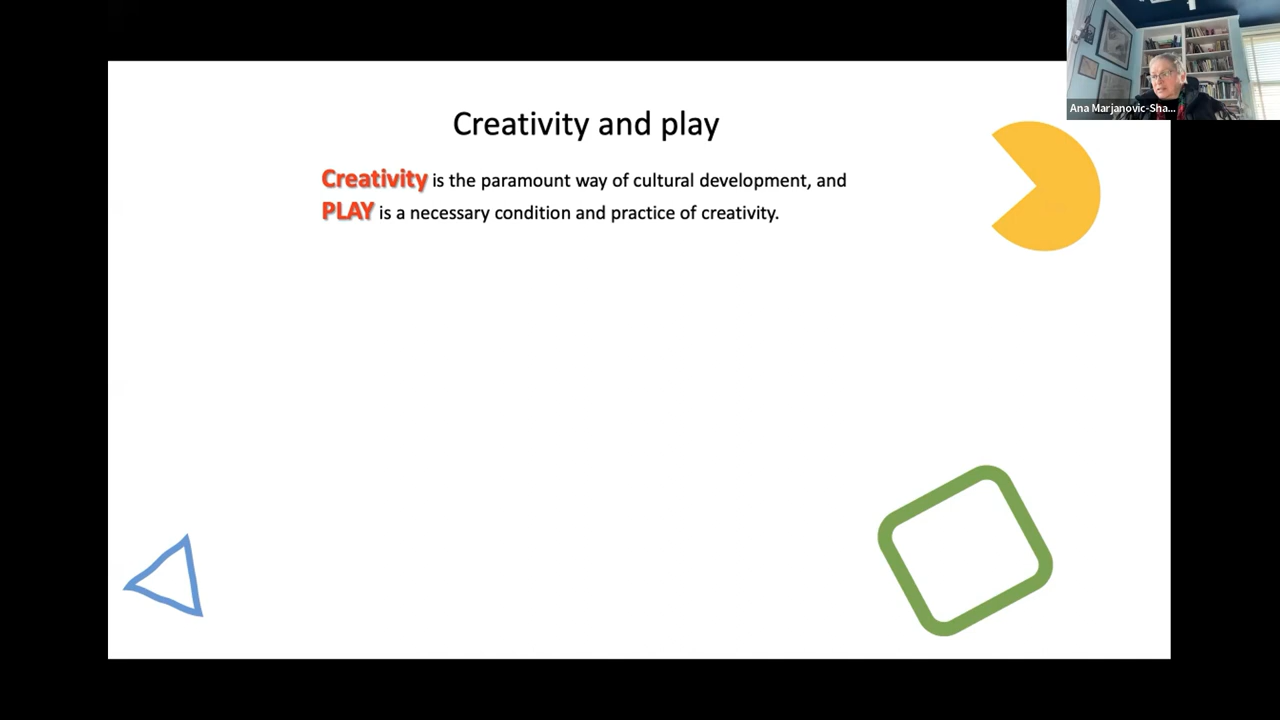 Ana Marjanovic-Sha...
Creativity and play
Creativity is the paramount way of cultural development, and
PLAY is a necessary condition and practice of creativity.